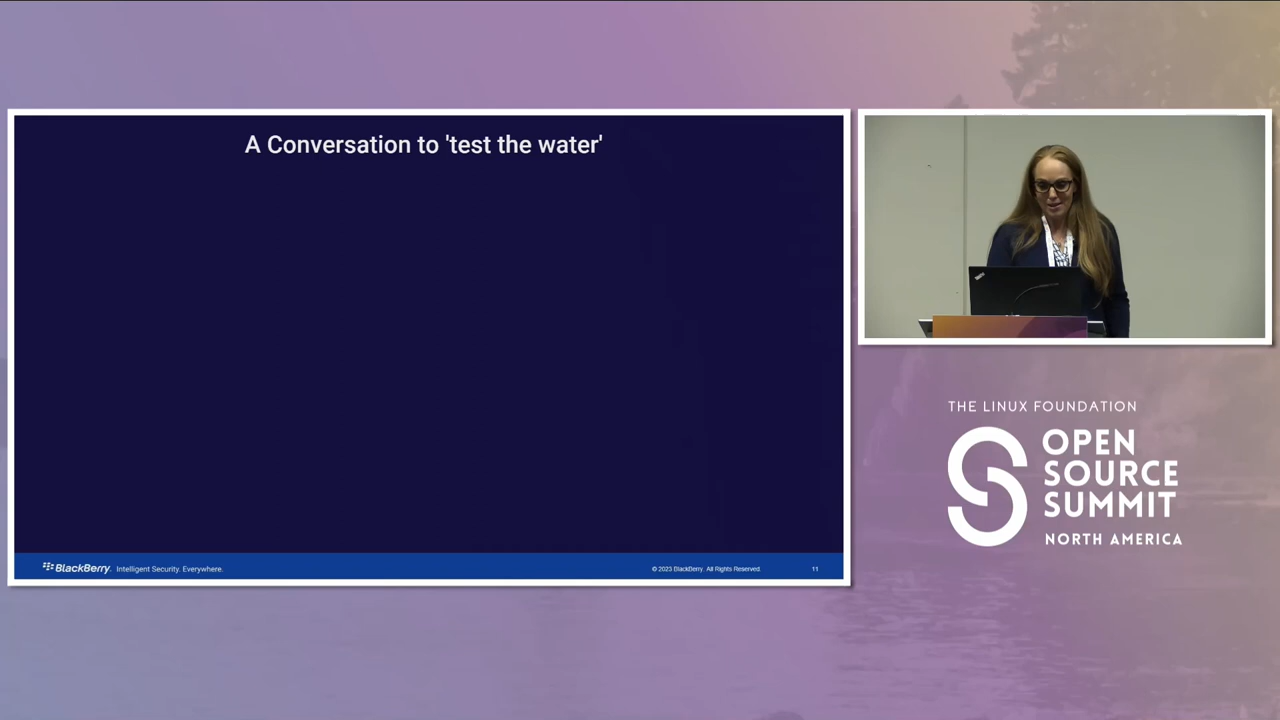 A Conversation to 'test the water'
BlackBerry. Intelligent Security. Everywhere.
© 2023 BlackBerry. All Rights Reserved.
11
THE LINUX FOUNDATION
OPEN
SOURCE
SUMMIT
NORTH AMERICA